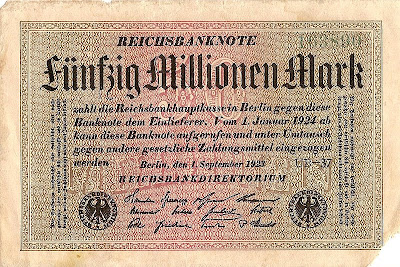 REICHSBANKNOTE
Fünfzig Millionen Mark
zahlt die Reichsbankhauptkasse in Berlin gegen diese
Banknote dem Einlieferer. Vom 1. Januar 1924 ab
kann diese Banknote aufgerufen und unter Umtausch
gegen andere gesetzliche Zahlungsmittel eingezogen
werden.
Berlin, den 1. September 1923
REICHSBANKDIREKTORIUM